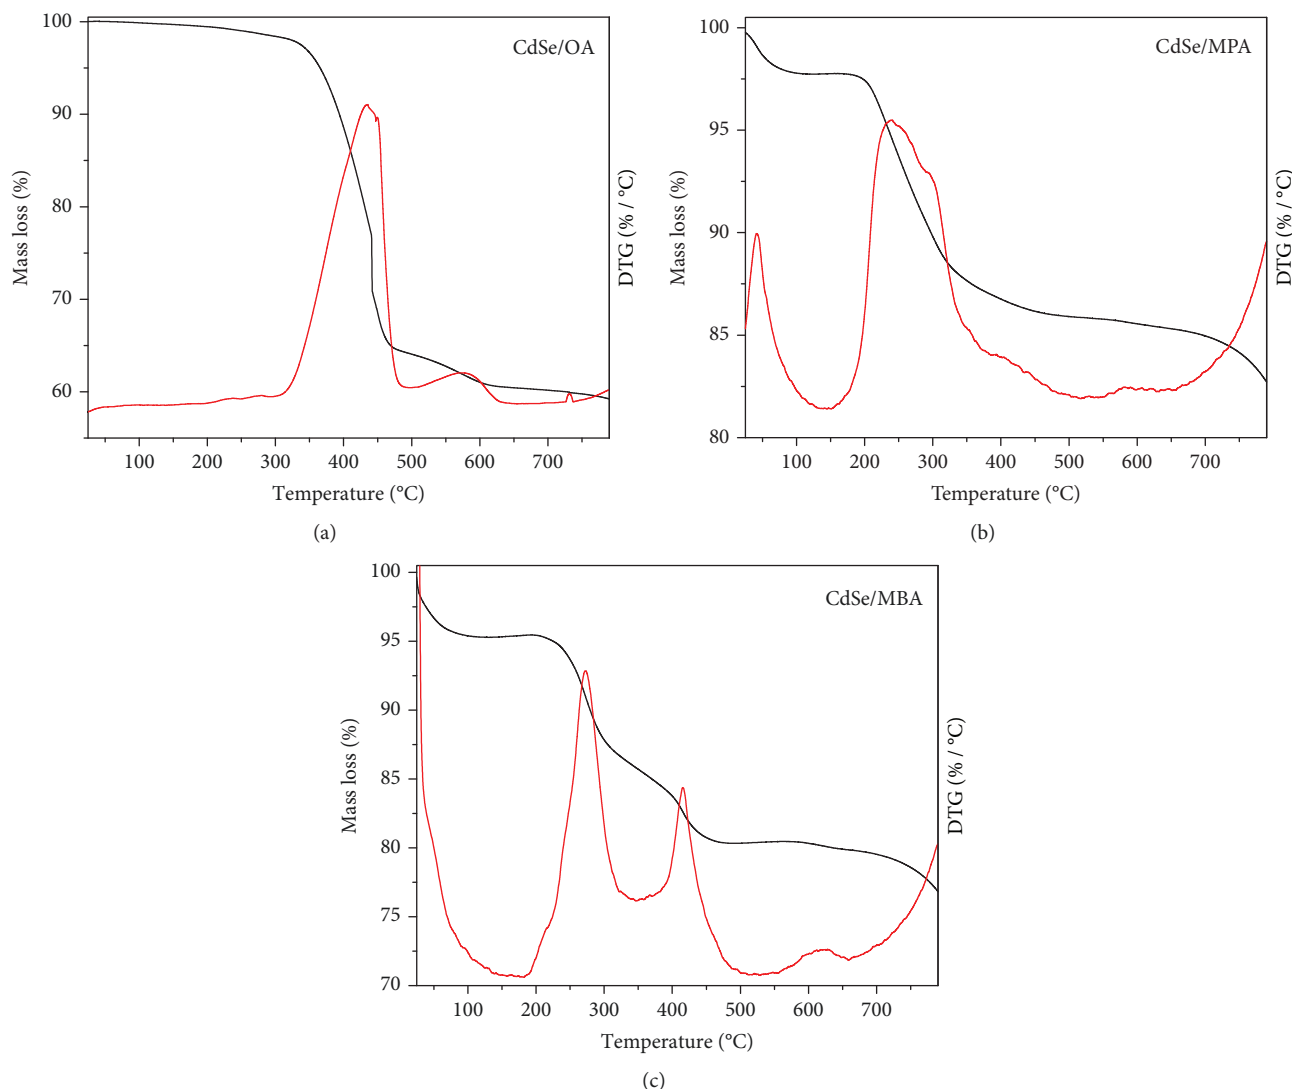 CdSe/OA
100
90
80
70
60
Mass loss (%)
DTG (% / °C)
100 200 300 400 500 600 700
Temperature (°C)
(a)
CdSe/MPA
100
95
90
85
80
Mass loss (%)
DTG (% / °C)
100 200 300 400 500 600 700
Temperature (°C)
(b)
CdSe/MBA
100
95
90
85
80
75
70
Mass loss (%)
DTG (% / °C)
100 200 300 400 500 600 700
Temperature (°C)
(c)